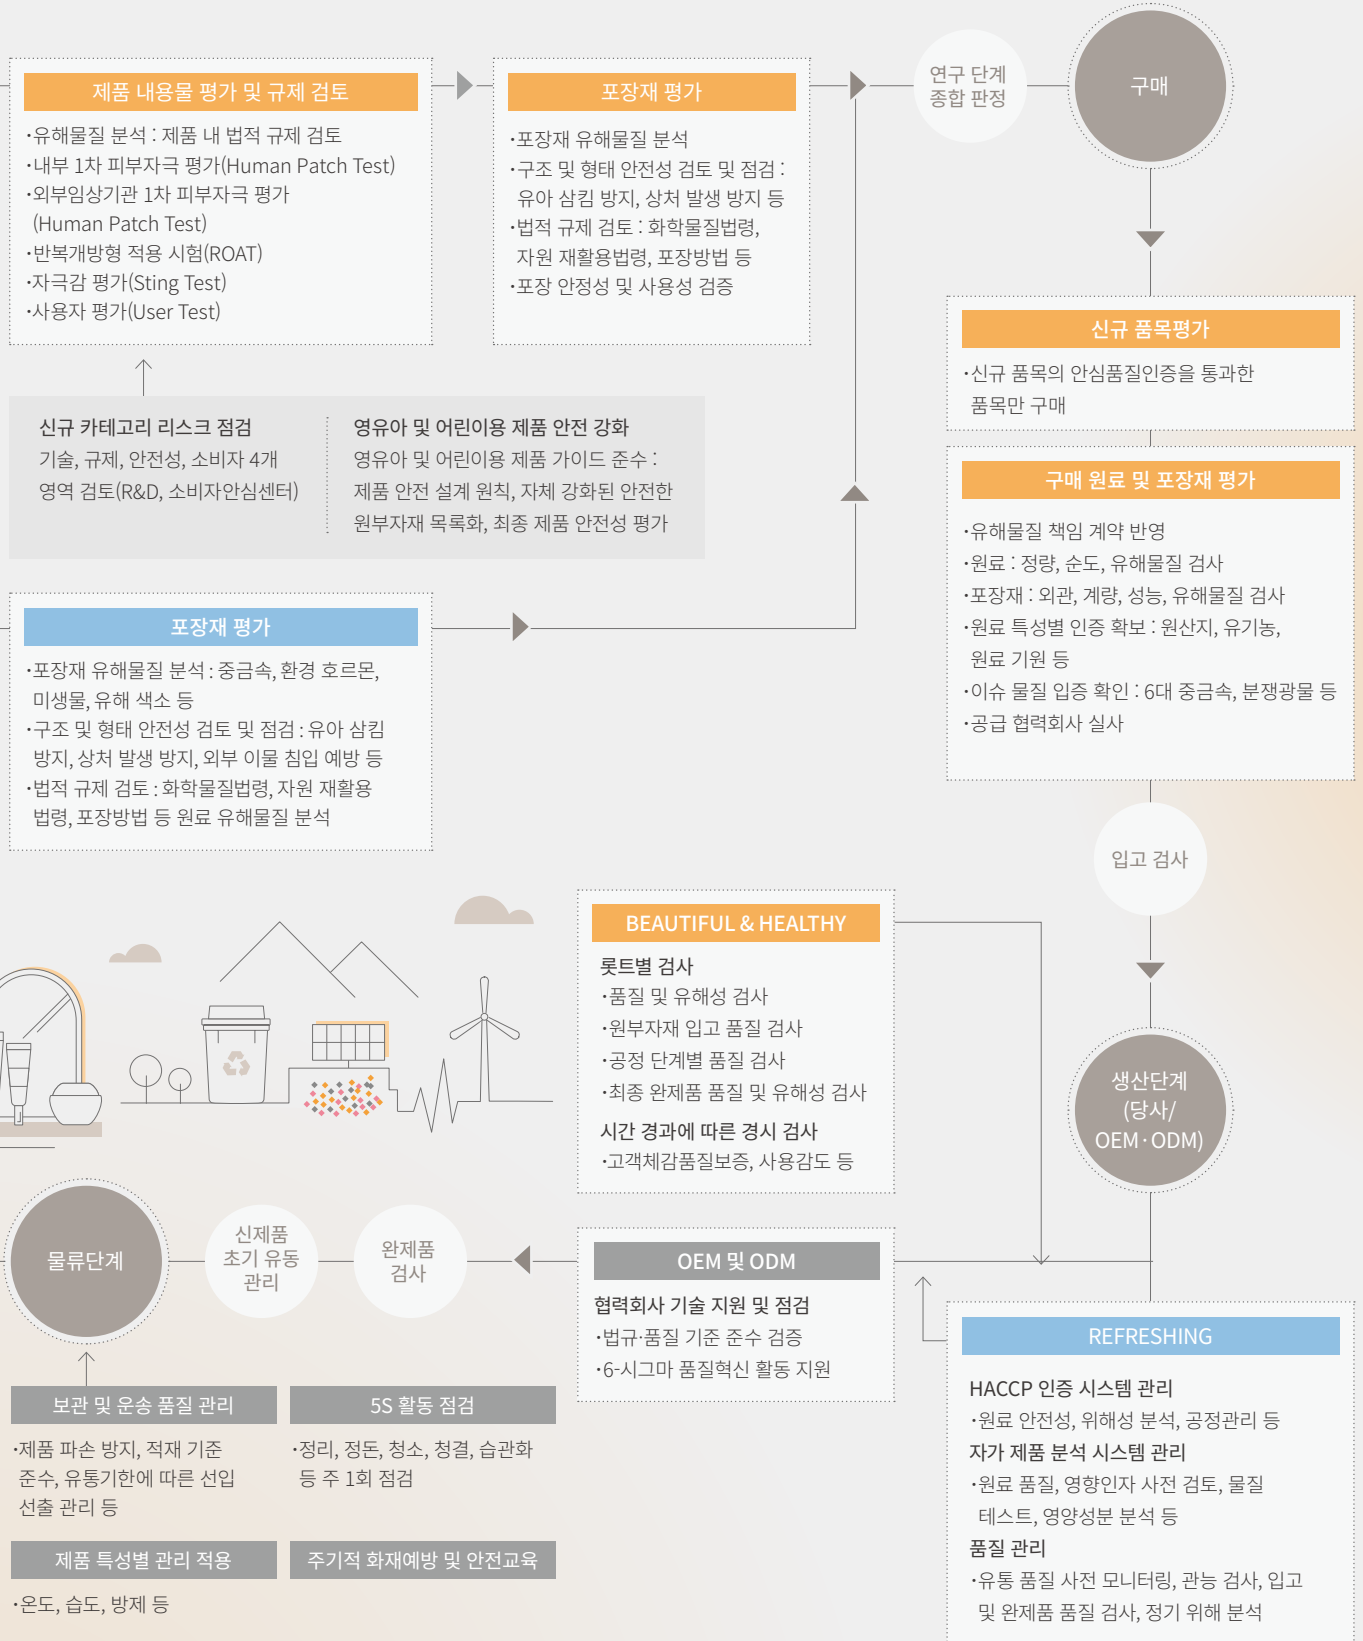 제품 내용물 평가 및 규제 검토
·유해물질 분석 : 제품 내 법적 규제 검토
·내부 1차 피부자극 평가(Human Patch Test)
·외부임상기관 1차 피부자극 평가
(Human Patch Test)
·반복개방형 적용 시험(ROAT)
·자극감 평가(Sting Test)
·사용자 평가(User Test)
포장재 평가
·포장재 유해물질 분석
·구조 및 형태 안전성 검토 및 점검 :
유아 삼킴 방지, 상처 발생 방지 등
·법적 규제 검토 : 화학물질법령,
자원 재활용법령, 포장방법 등
·포장 안정성 및 사용성 검증
연구 단계
종합 판정
구매
신규 카테고리 리스크 점검
기술, 규제, 안전성, 소비자 4개
영역 검토(R&D, 소비자안심센터)
영유아 및 어린이용 제품 안전 강화
영유아 및 어린이용 제품 가이드 준수 :
제품 안전 설계 원칙, 자체 강화된 안전한
원부자재 목록화, 최종 제품 안전성 평가
신규 품목평가
·신규 품목의 안심품질인증을 통과한
품목만 구매
구매 원료 및 포장재 평가
·유해물질 책임 계약 반영
·원료 : 정량, 순도, 유해물질 검사
·포장재 : 외관, 계량, 성능, 유해물질 검사
·원료 특성별 인증 확보 : 원산지, 유기농,
원료 기원 등
·이슈 물질 입증 확인 : 6대 중금속, 분쟁광물 등
·공급 협력회사 실사
포장재 평가
·포장재 유해물질 분석 : 중금속, 환경 호르몬,
미생물, 유해 색소 등
·구조 및 형태 안전성 검토 및 점검 : 유아 삼킴
방지, 상처 발생 방지, 외부 이물 침입 예방 등
·법적 규제 검토 : 화학물질법령, 자원 재활용
법령, 포장방법 등 원료 유해물질 분석
입고 검사
생산단계
(당사/
OEM·ODM)
BEAUTIFUL & HEALTHY
롯트별 검사
·품질 및 유해성 검사
·원부자재 입고 품질 검사
·공정 단계별 품질 검사
·최종 완제품 품질 및 유해성 검사
시간 경과에 따른 경시 검사
·고객체감품질보증, 사용감도 등
OEM 및 ODM
협력회사 기술 지원 및 점검
·법규·품질 기준 준수 검증
·6-시그마 품질혁신 활동 지원
REFRESHING
HACCP 인증 시스템 관리
·원료 안전성, 위해성 분석, 공정관리 등
자가 제품 분석 시스템 관리
·원료 품질, 영향인자 사전 검토, 물질
테스트, 영양성분 분석 등
품질 관리
·유통 품질 사전 모니터링, 관능 검사, 입고
및 완제품 품질 검사, 정기 위해 분석
완제품
검사
신제품
초기 유동
관리
물류단계
보관 및 운송 품질 관리
·제품 파손 방지, 적재 기준
준수, 유통기한에 따른 선입
선출 관리 등
5S 활동 점검
·정리, 정돈, 청소, 청결, 습관화
등 주 1회 점검
제품 특성별 관리 적용
·온도, 습도, 방제 등
주기적 화재예방 및 안전교육